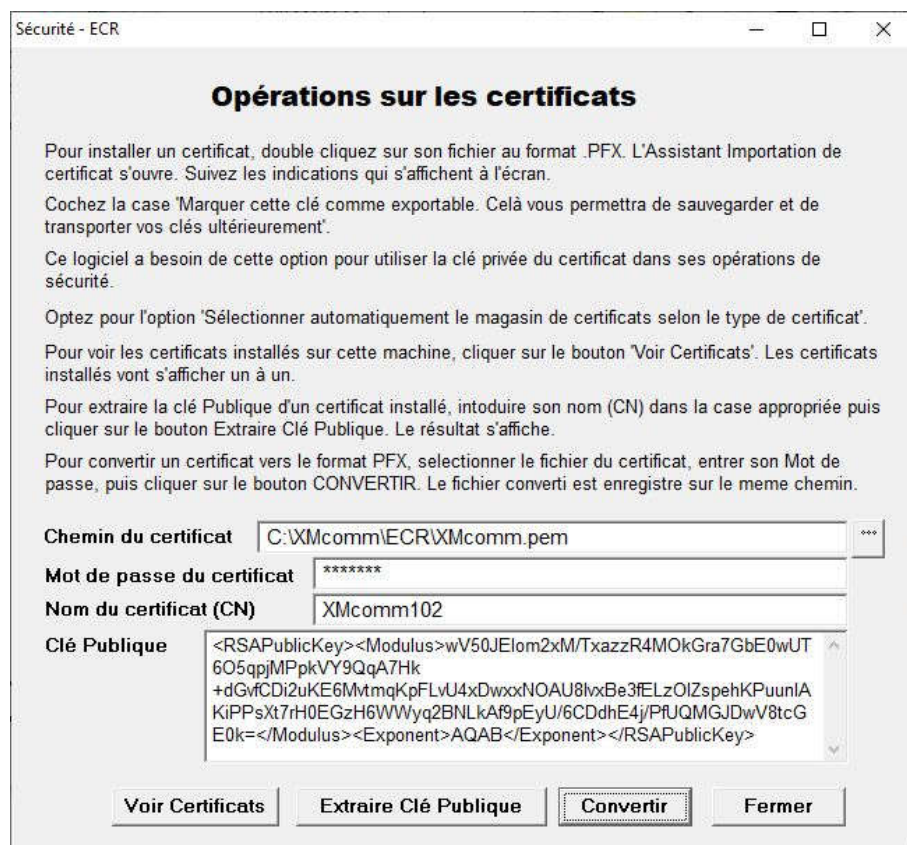 Sécurité - ECR
Opérations sur les certificats
Pour installer un certificat, double cliquez sur son fichier au format .PFX. L'Assistant Importation de
certificat s'ouvre. Suivez les indications qui s'affichent à l'écran.
Cochez la case 'Marquer cette clé comme exportable. Celà vous permettra de sauvegarder et de
transporter vos clés ultérieurement'.
Ce logiciel a besoin de cette option pour utiliser la clé privée du certificat dans ses opérations de
sécurité.
Optez pour l'option 'Sélectionner automatiquement le magasin de certificats selon le type de certificat'.
Pour voir les certificats installés sur cette machine, cliquer sur le bouton 'Voir Certificats'. Les certificats
installés vont s'afficher un à un.
Pour extraire la clé Publique d'un certificat installé, intoduire son nom (CN) dans la case appropriée puis
cliquer sur le bouton Extraire Clé Publique. Le résultat s'affiche.
Pour convertir un certificat vers le format PFX, selectionner le fichier du certificat, entrer son Mot de
passe, puis cliquer sur le bouton CONVERTIR. Le fichier converti est enregistre sur le meme chemin.
Chemin du certificat C:\XMcomm\ECR\XMcomm.pem
Mot de passe du certificat *******
Nom du certificat (CN) XMcomm102
Clé Publique <RSAPublicKey><Modulus>wV50JElom2xM/TxazzR4MOkGra7GbE0wUT
6O5qpjMPpkVY9QqA7Hk
+dGvfCDi2uKE6MvtmqKpFLvU4xDwxxNOAU8lvxBe3fELzOlZspehKPuunlA
KiPPsXt7rH0EGzH6WWyq2BNLkAf9pEyU/6CDdhE4j/PfUQMGJDwV8tcG
E0k=</Modulus><Exponent>AQAB</Exponent></RSAPublicKey>
Voir Certificats Extraire Clé Publique Convertir Fermer